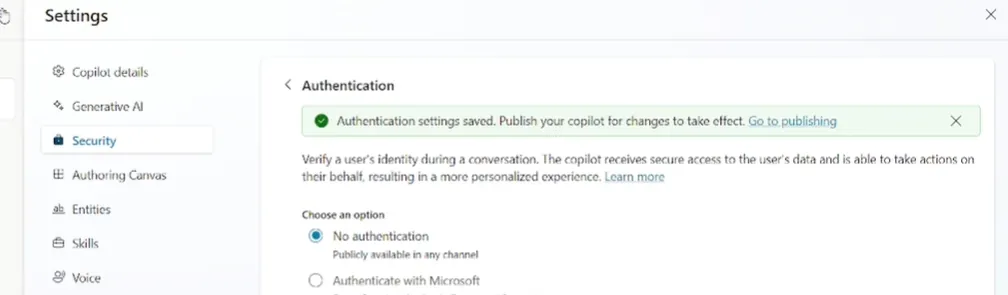 Settings
Copilot details
Generative AI
Security
Authoring Canvas
Entities
Skills
Voice
Authentication
Authentication settings saved. Publish your copilot for changes to take effect. Go to publishing
Verify a user's identity during a conversation. The copilot receives secure access to the user's data and is able to take actions on
their behalf, resulting in a more personalized experience. Learn more
Choose an option
No authentication
Publicly available in any channel
Authenticate with Microsoft